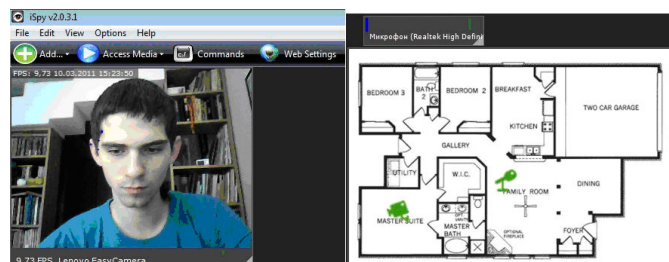 iSpy v2.0.3.1
File Edit View Options Help
Add... Access Media Commands Web Settings
FPS: 9,73 10.03.2011 15:23:50
9,73 FPS, Lenovo EasyCamera
Микрофон (Realtek High Defini
BEDROOM 3
BATH 2
BEDROOM 2
BREAKFAST
TWO CAR GARAGE
KITCHEN
GALLERY
UTILITY
W.I.C.
FAMILY ROOM
DINING
MASTER SUITE
MASTER BATH
OPTIONAL FIREPLACE
FOYER